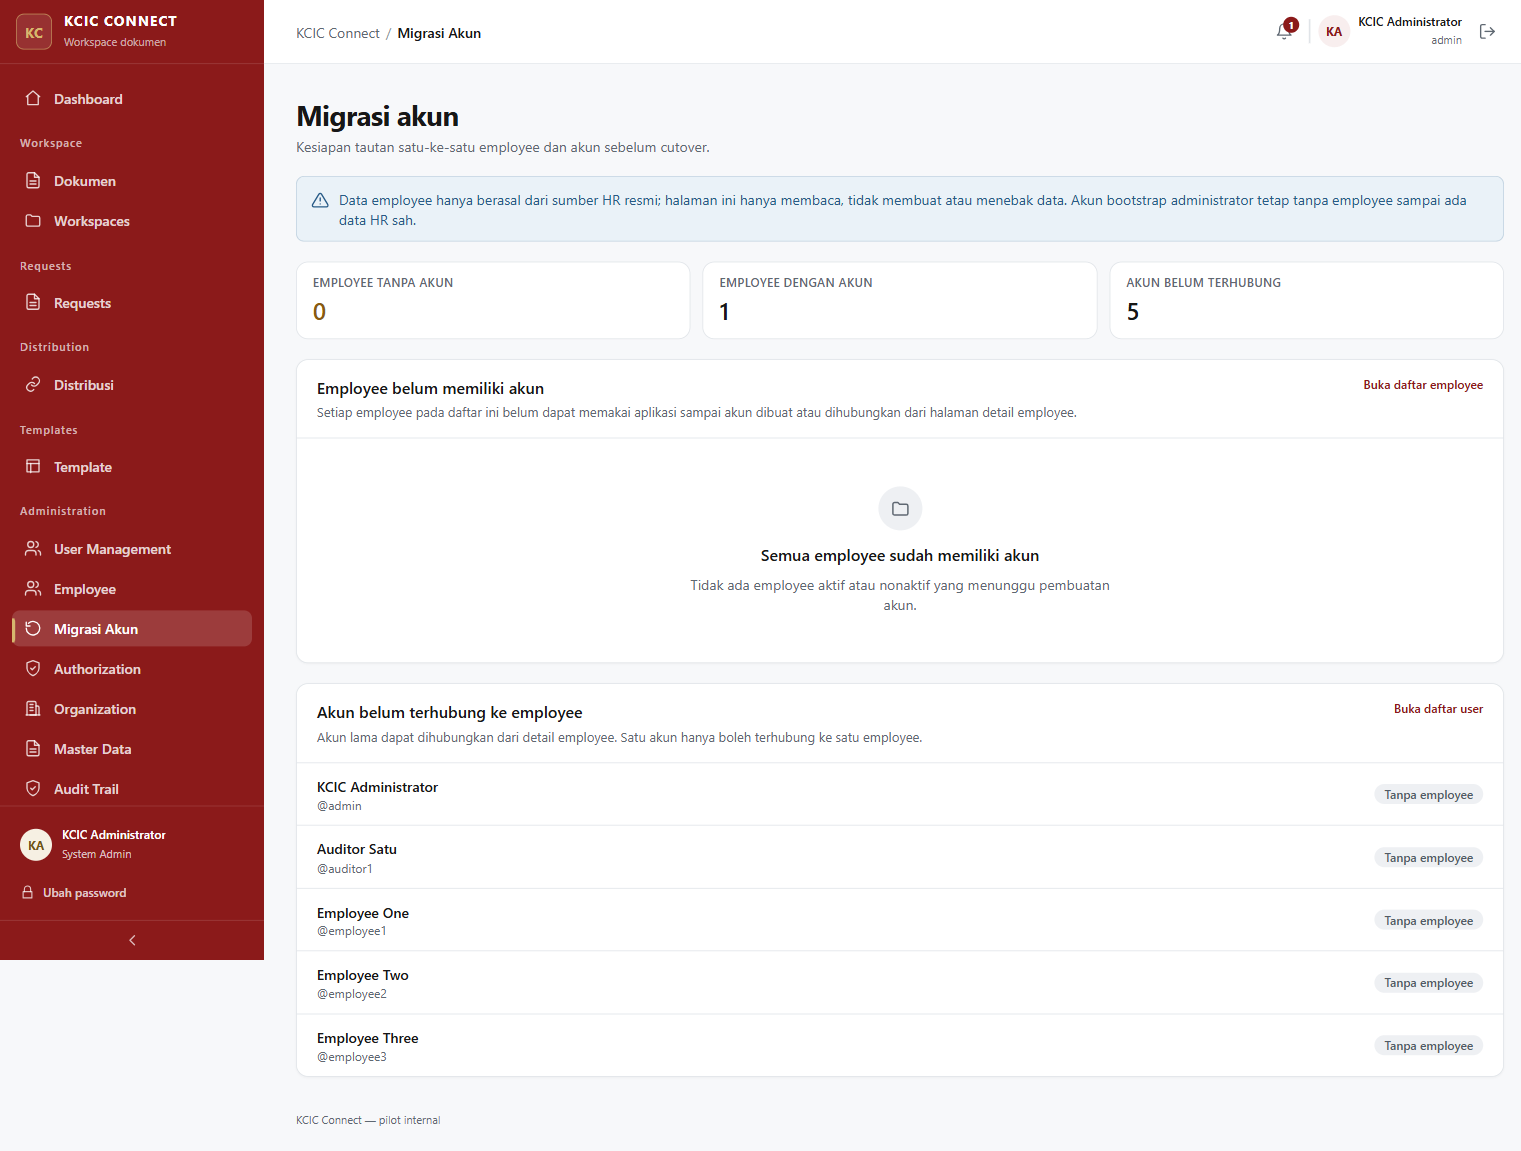 KC
KCIC CONNECT
Workspace dokumen
Dashboard
Workspace
Dokumen
Workspaces
Requests
Requests
Distribution
Distribusi
Templates
Template
Administration
User Management
Employee
Migrasi Akun
Authorization
Organization
Master Data
Audit Trail
KA
KCIC Administrator
System Admin
Ubah password
KCIC Connect / Migrasi Akun
1
KA
KCIC Administrator
admin
Migrasi akun
Kesiapan tautan satu-ke-satu employee dan akun sebelum cutover.
Data employee hanya berasal dari sumber HR resmi; halaman ini hanya membaca, tidak membuat atau menebak data. Akun bootstrap administrator tetap tanpa employee sampai ada
data HR sah.
EMPLOYEE TANPA AKUN
0
EMPLOYEE DENGAN AKUN
1
AKUN BELUM TERHUBUNG
5
Employee belum memiliki akun
Buka daftar employee
Setiap employee pada daftar ini belum dapat memakai aplikasi sampai akun dibuat atau dihubungkan dari halaman detail employee.
Semua employee sudah memiliki akun
Tidak ada employee aktif atau nonaktif yang menunggu pembuatan
akun.
Akun belum terhubung ke employee
Buka daftar user
Akun lama dapat dihubungkan dari detail employee. Satu akun hanya boleh terhubung ke satu employee.
KCIC Administrator
@admin
Tanpa employee
Auditor Satu
@auditor1
Tanpa employee
Employee One
@employee1
Tanpa employee
Employee Two
@employee2
Tanpa employee
Employee Three
@employee3
Tanpa employee
KCIC Connect — pilot internal